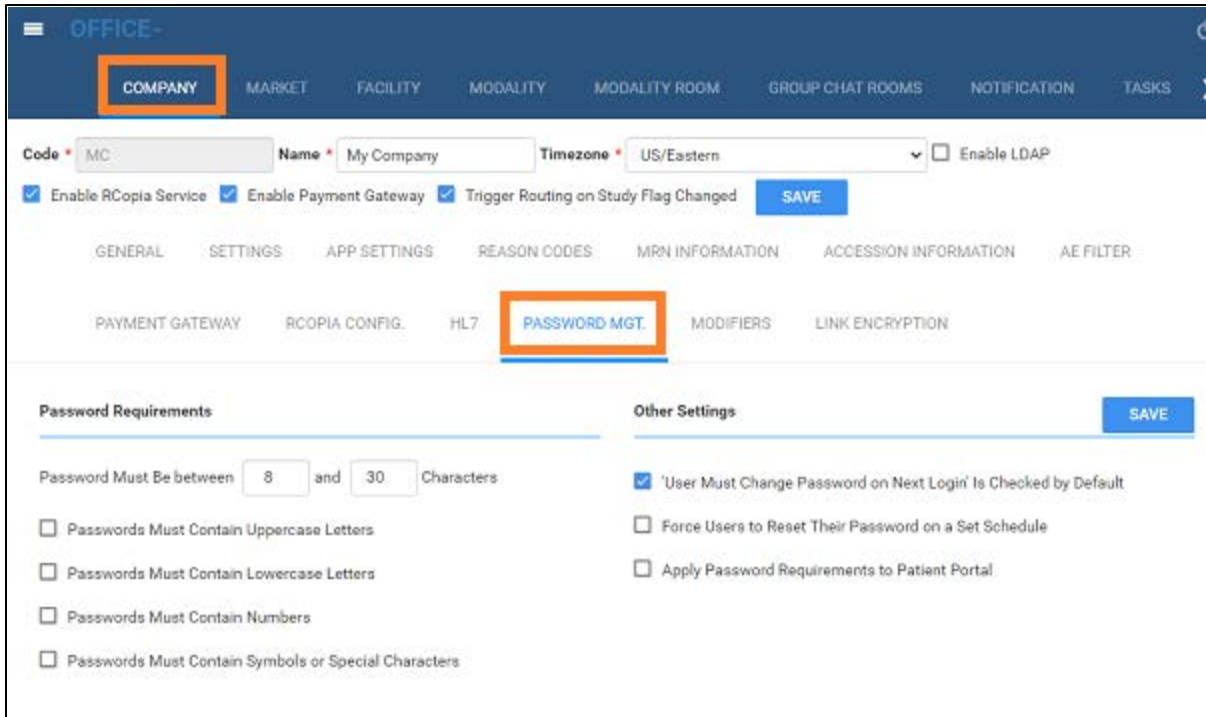 OFFICE-
COMPANY MARKET FACILITY MODALITY MODALITY ROOM GROUP CHAT ROOMS NOTIFICATION TASKS
Code * MC Name * My Company Timezone * US/Eastern Enable LDAP
Enable RCopia Service Enable Payment Gateway Trigger Routing on Study Flag Changed SAVE
GENERAL SETTINGS APP SETTINGS REASON CODES MRN INFORMATION ACCESSION INFORMATION AE FILTER
PAYMENT GATEWAY RCOPIA CONFIG. HL7 PASSWORD MGT. MODIFIERS LINK ENCRYPTION
Password Requirements Other Settings SAVE
Password Must Be between 8 and 30 Characters
Passwords Must Contain Uppercase Letters
Passwords Must Contain Lowercase Letters
Passwords Must Contain Numbers
Passwords Must Contain Symbols or Special Characters
'User Must Change Password on Next Login' Is Checked by Default
Force Users to Reset Their Password on a Set Schedule
Apply Password Requirements to Patient Portal